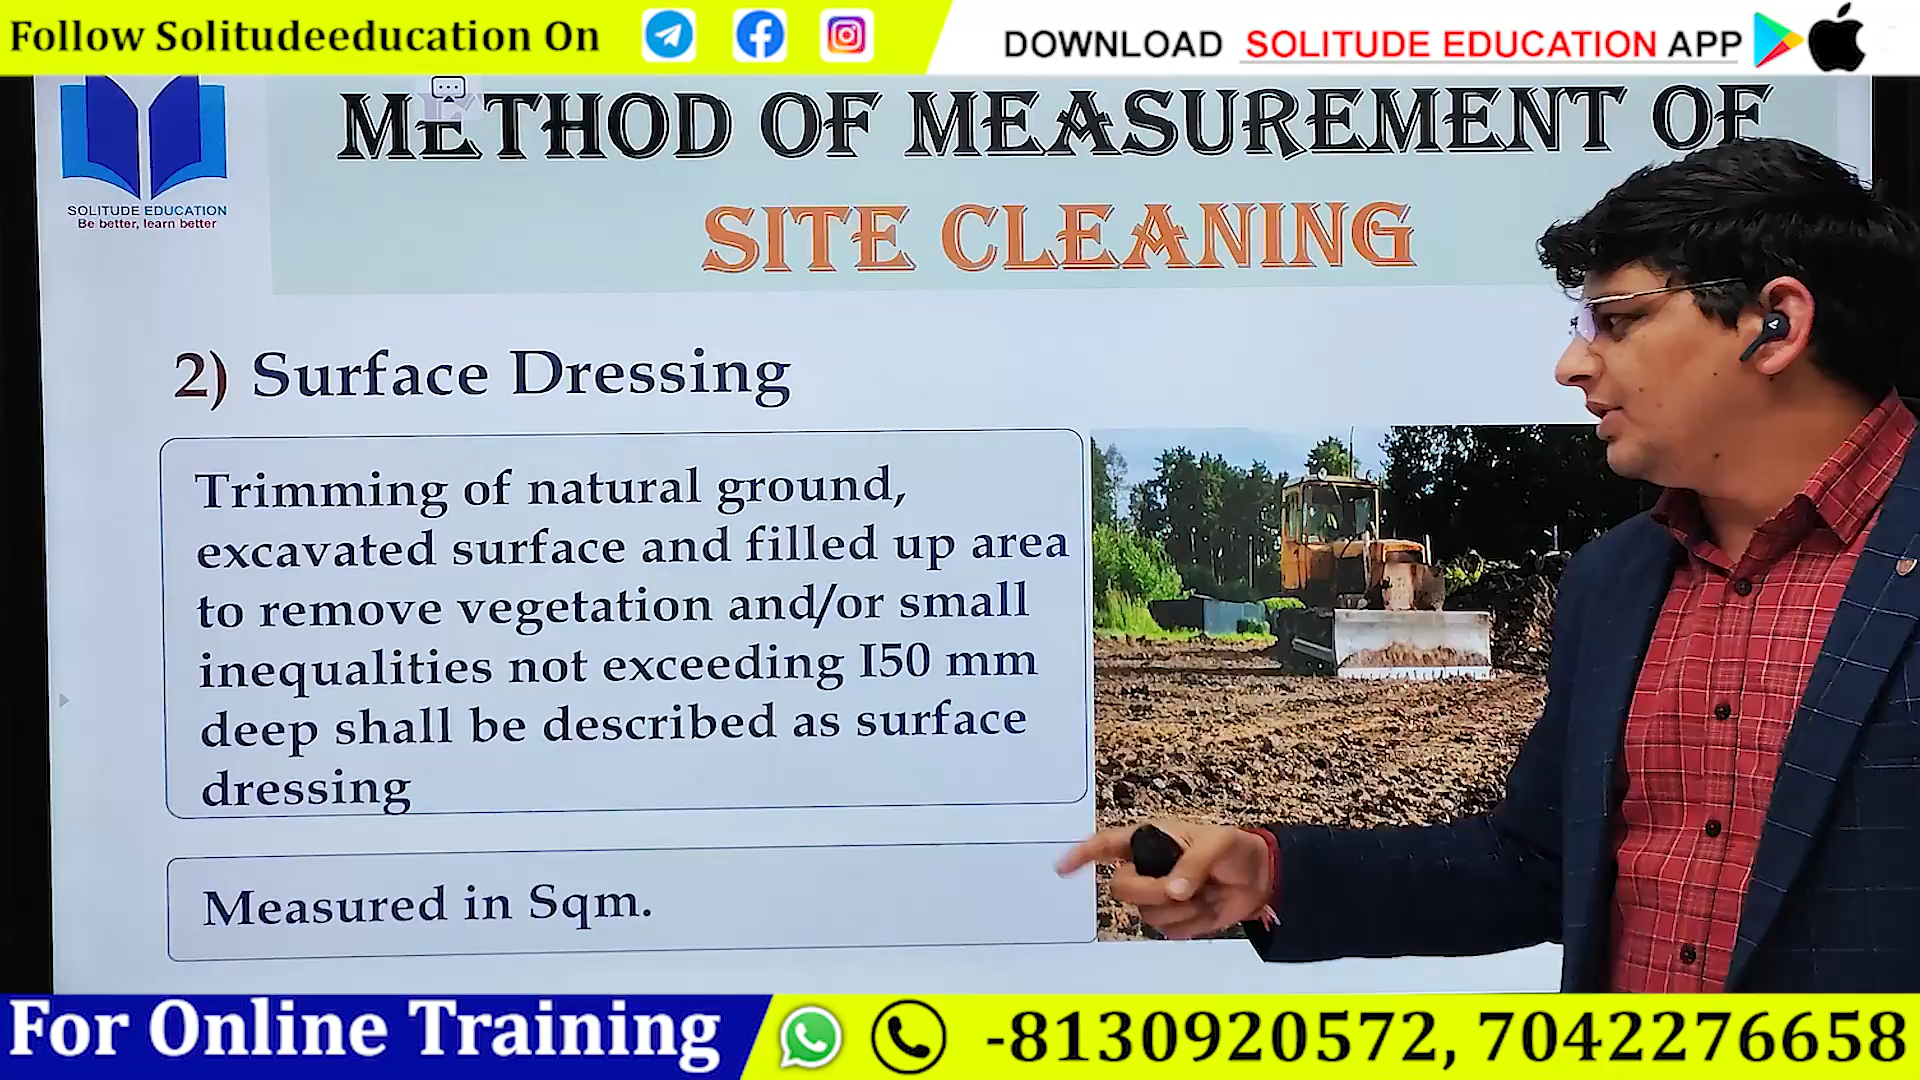 Follow Solitudeeducation On
DOWNLOAD SOLITUDE EDUCATION APP
METHOD OF MEASUREMENT OF
SITE CLEANING
SOLITUDE EDUCATION
Be better, learn better
2) Surface Dressing
Trimming of natural ground,
excavated surface and filled up area
to remove vegetation and/or small
inequalities not exceeding I50 mm
deep shall be described as surface
dressing
Measured in Sqm.
For Online Training
-8130920572, 7042276658